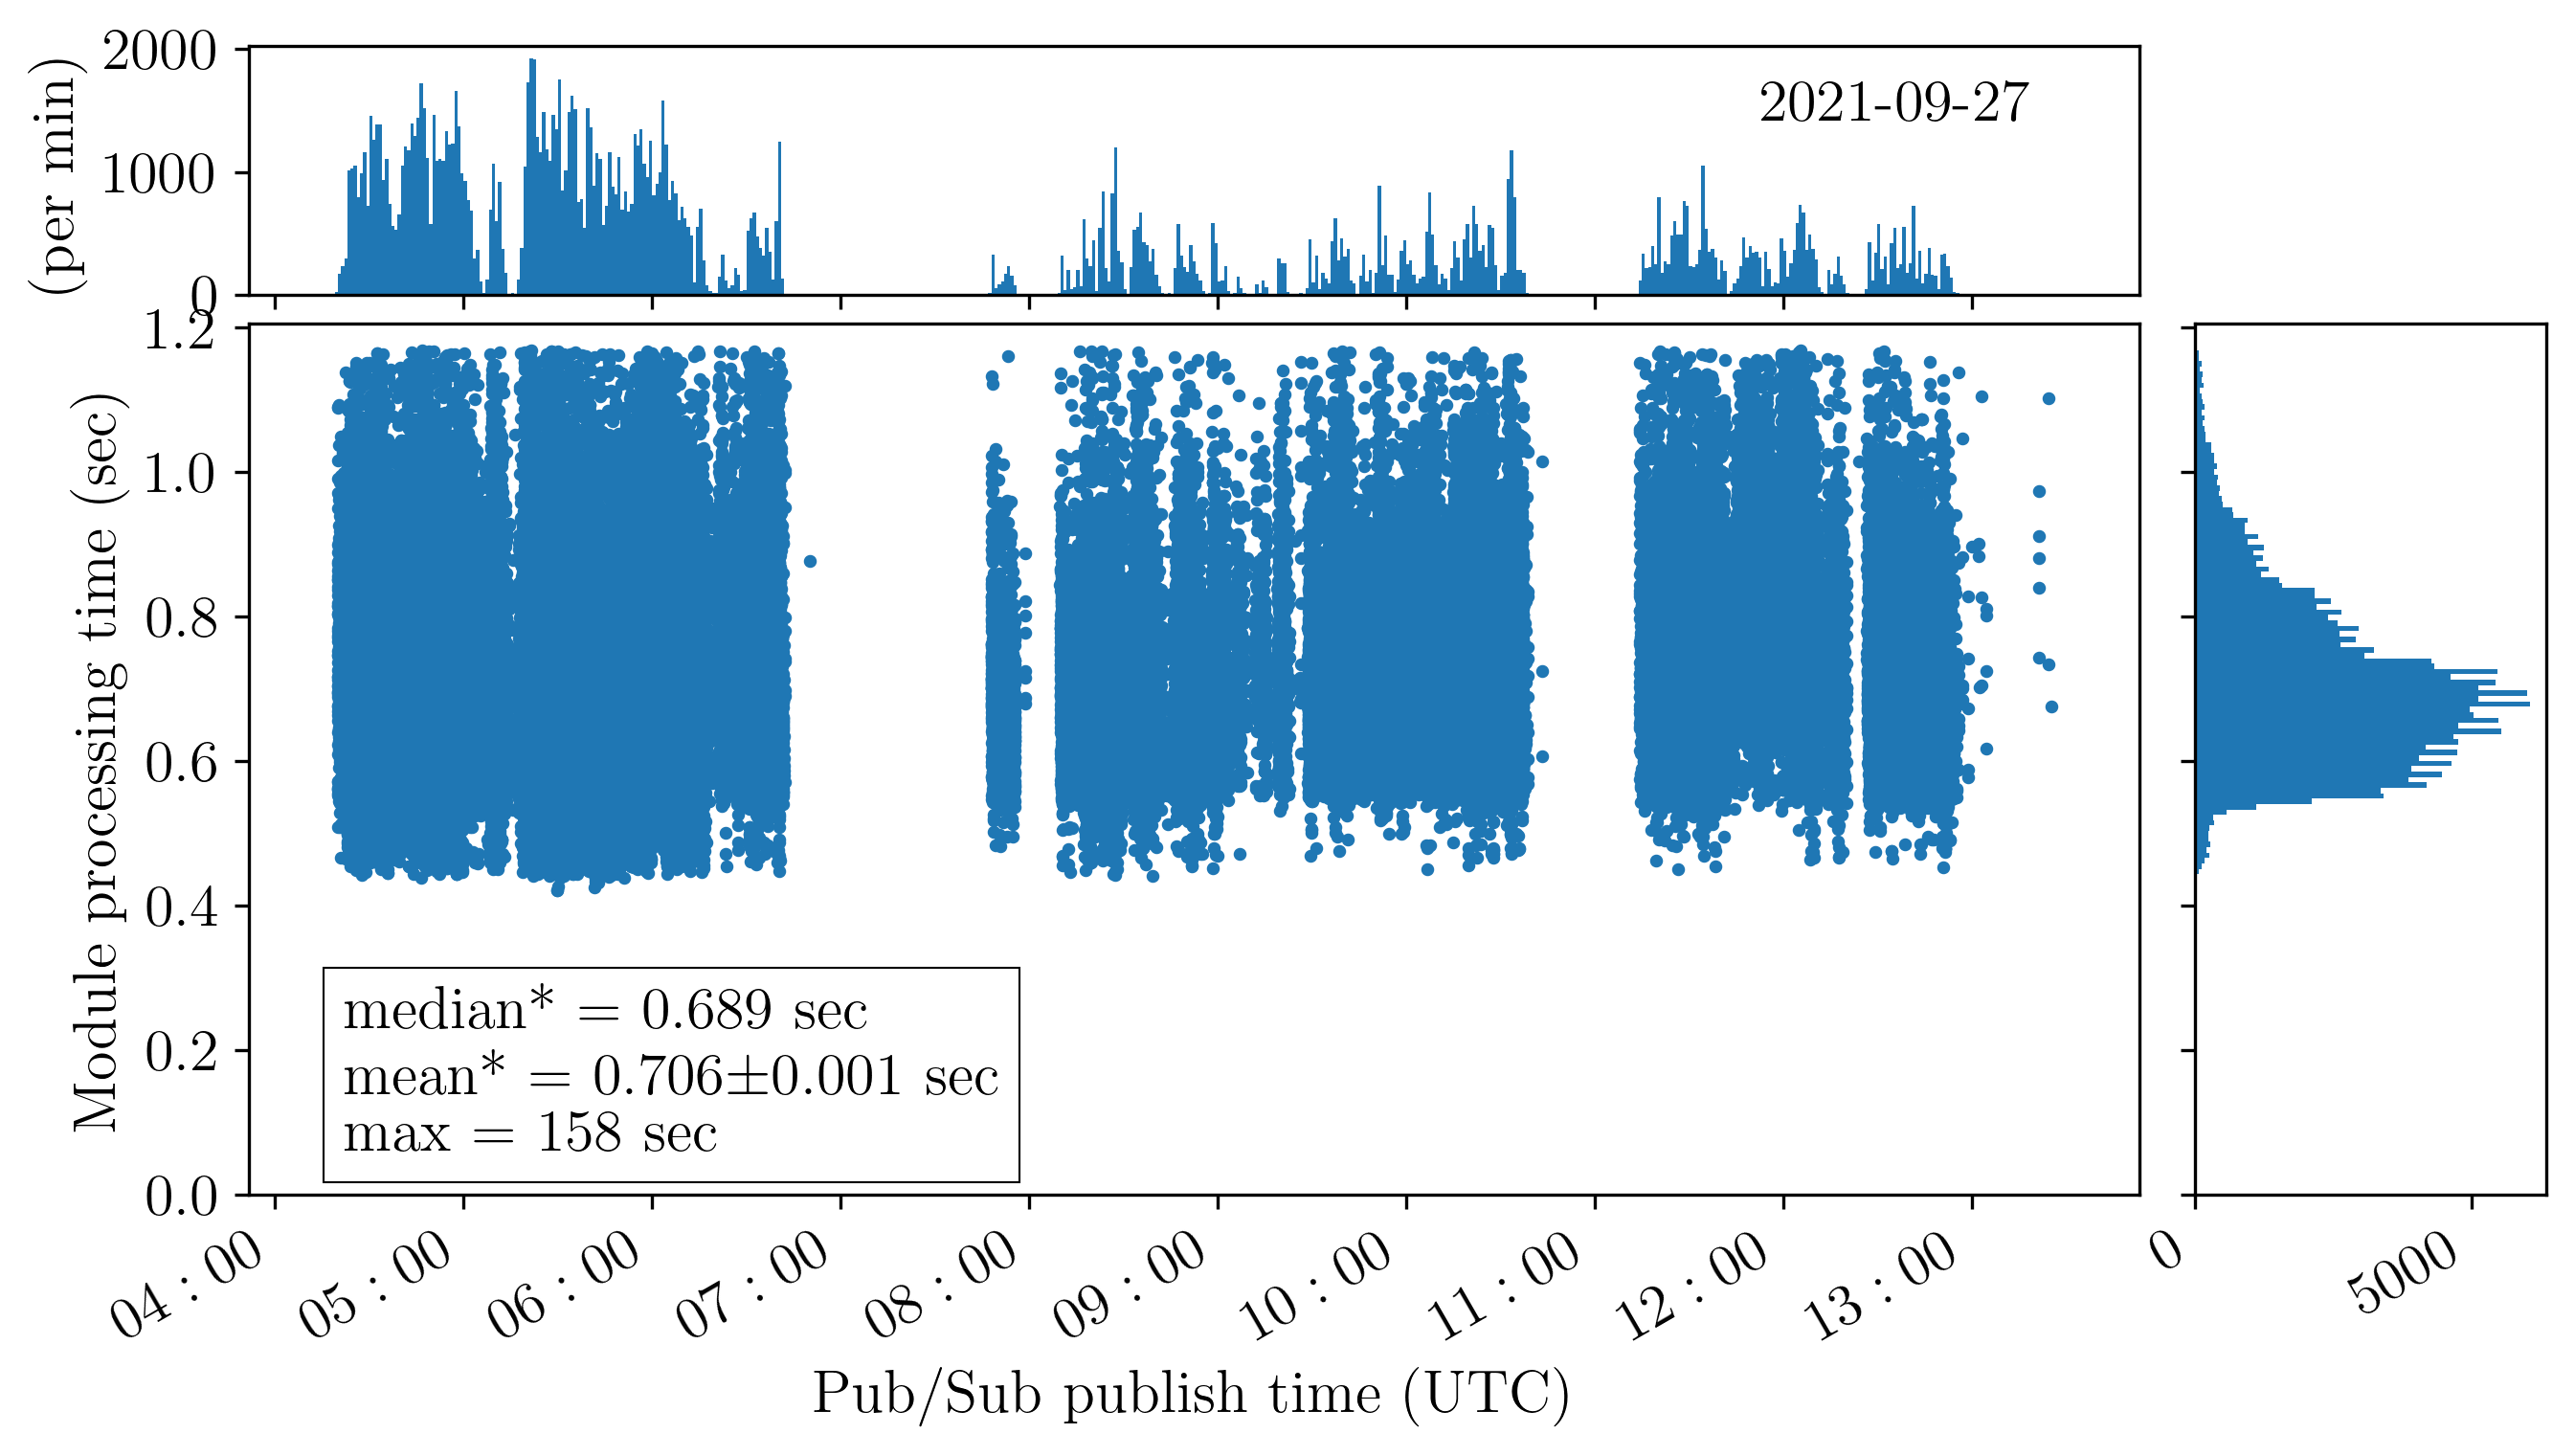 2000
1000
0
(per min)
2021-09-27
1.2
1.0
0.8
0.6
0.4
0.2
0.0
Module processing time (sec)
median* = 0.689 sec
mean* = 0.706±0.001 sec
max = 158 sec
04 : 00
05 : 00
06 : 00
07 : 00
08 : 00
09 : 00
10 : 00
11 : 00
12 : 00
13 : 00
0
5000
Pub/Sub publish time (UTC)